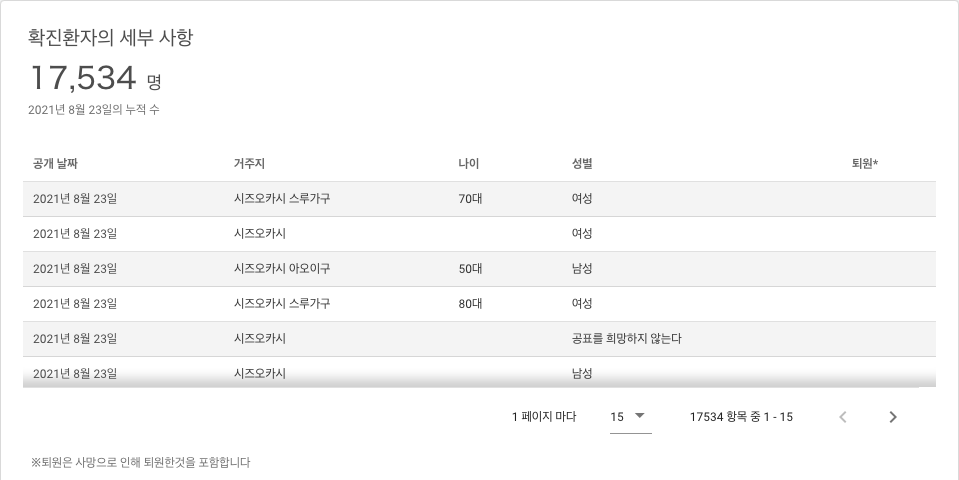 확진환자의 세부 사항
17,534 명
2021년 8월 23일의 누적 수
공개 날짜 거주지 나이 성별 퇴원*
2021년 8월 23일 시즈오카시 스루가구 70대 여성
2021년 8월 23일 시즈오카시 여성
2021년 8월 23일 시즈오카시 아오이구 50대 남성
2021년 8월 23일 시즈오카시 스루가구 80대 여성
2021년 8월 23일 시즈오카시 공표를 희망하지 않는다
2021년 8월 23일 시즈오카시 남성
1 페이지 마다 15 17534 항목 중 1 - 15
※퇴원은 사망으로 인해 퇴원한것을 포함합니다